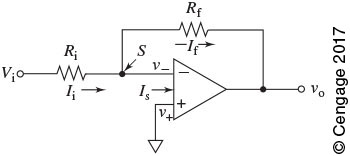 Rf
−If
Ri
S
v−
−
Vi
Ii
Is
+
v+
vo
© Cengage 2017